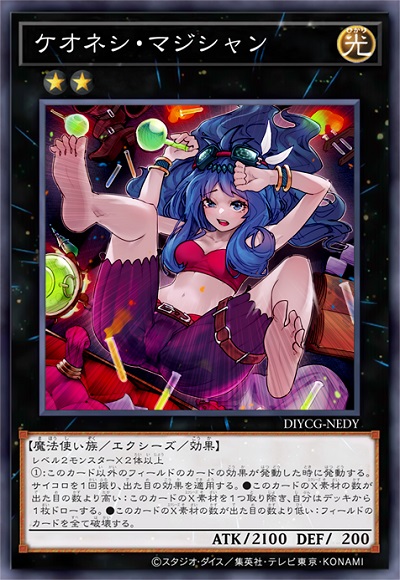 ケオネシ・マジシャン
光
DIYCG-NEDY
【魔法使い族／エクシーズ／効果】
レベル２モンスター×２体以上
①：このカード以外のフィールドのカードの効果が発動した時に発動する。
サイコロを１回振り、出た目の効果を適用する。●このカードのＸ素材の数が
出た目の数より高い：このカードのＸ素材を１つ取り除き、自分はデッキから
１枚ドローする。●このカードのＸ素材の数が出た目の数より低い：フィールド
のカードを全て破壊する。
ATK/2100 DEF/ 200
©スタジオ・ダイス／集英社・テレビ東京・KONAMI